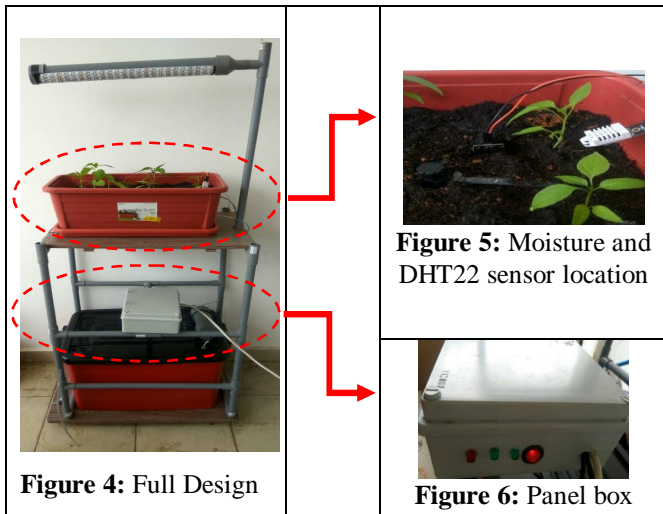 Figure 4: Full Design
Figure 5: Moisture and
DHT22 sensor location
Figure 6: Panel box